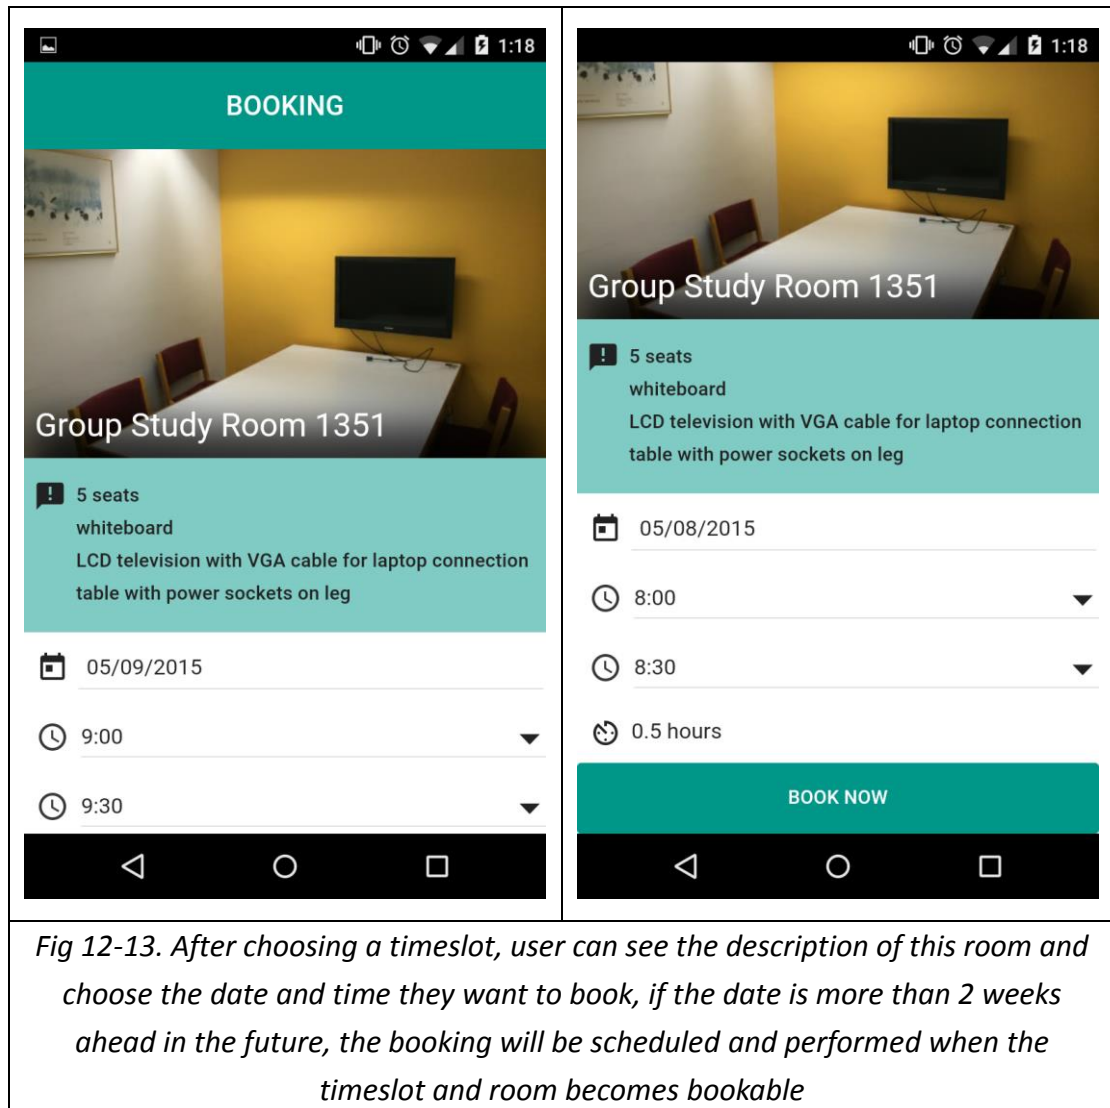 1:18
BOOKING
Group Study Room 1351
5 seats
whiteboard
LCD television with VGA cable for laptop connection
table with power sockets on leg
05/09/2015
9:00
9:30
1:18
Group Study Room 1351
5 seats
whiteboard
LCD television with VGA cable for laptop connection
table with power sockets on leg
05/08/2015
8:00
8:30
0.5 hours
BOOK NOW
Fig 12-13. After choosing a timeslot, user can see the description of this room and
choose the date and time they want to book, if the date is more than 2 weeks
ahead in the future, the booking will be scheduled and performed when the
timeslot and room becomes bookable